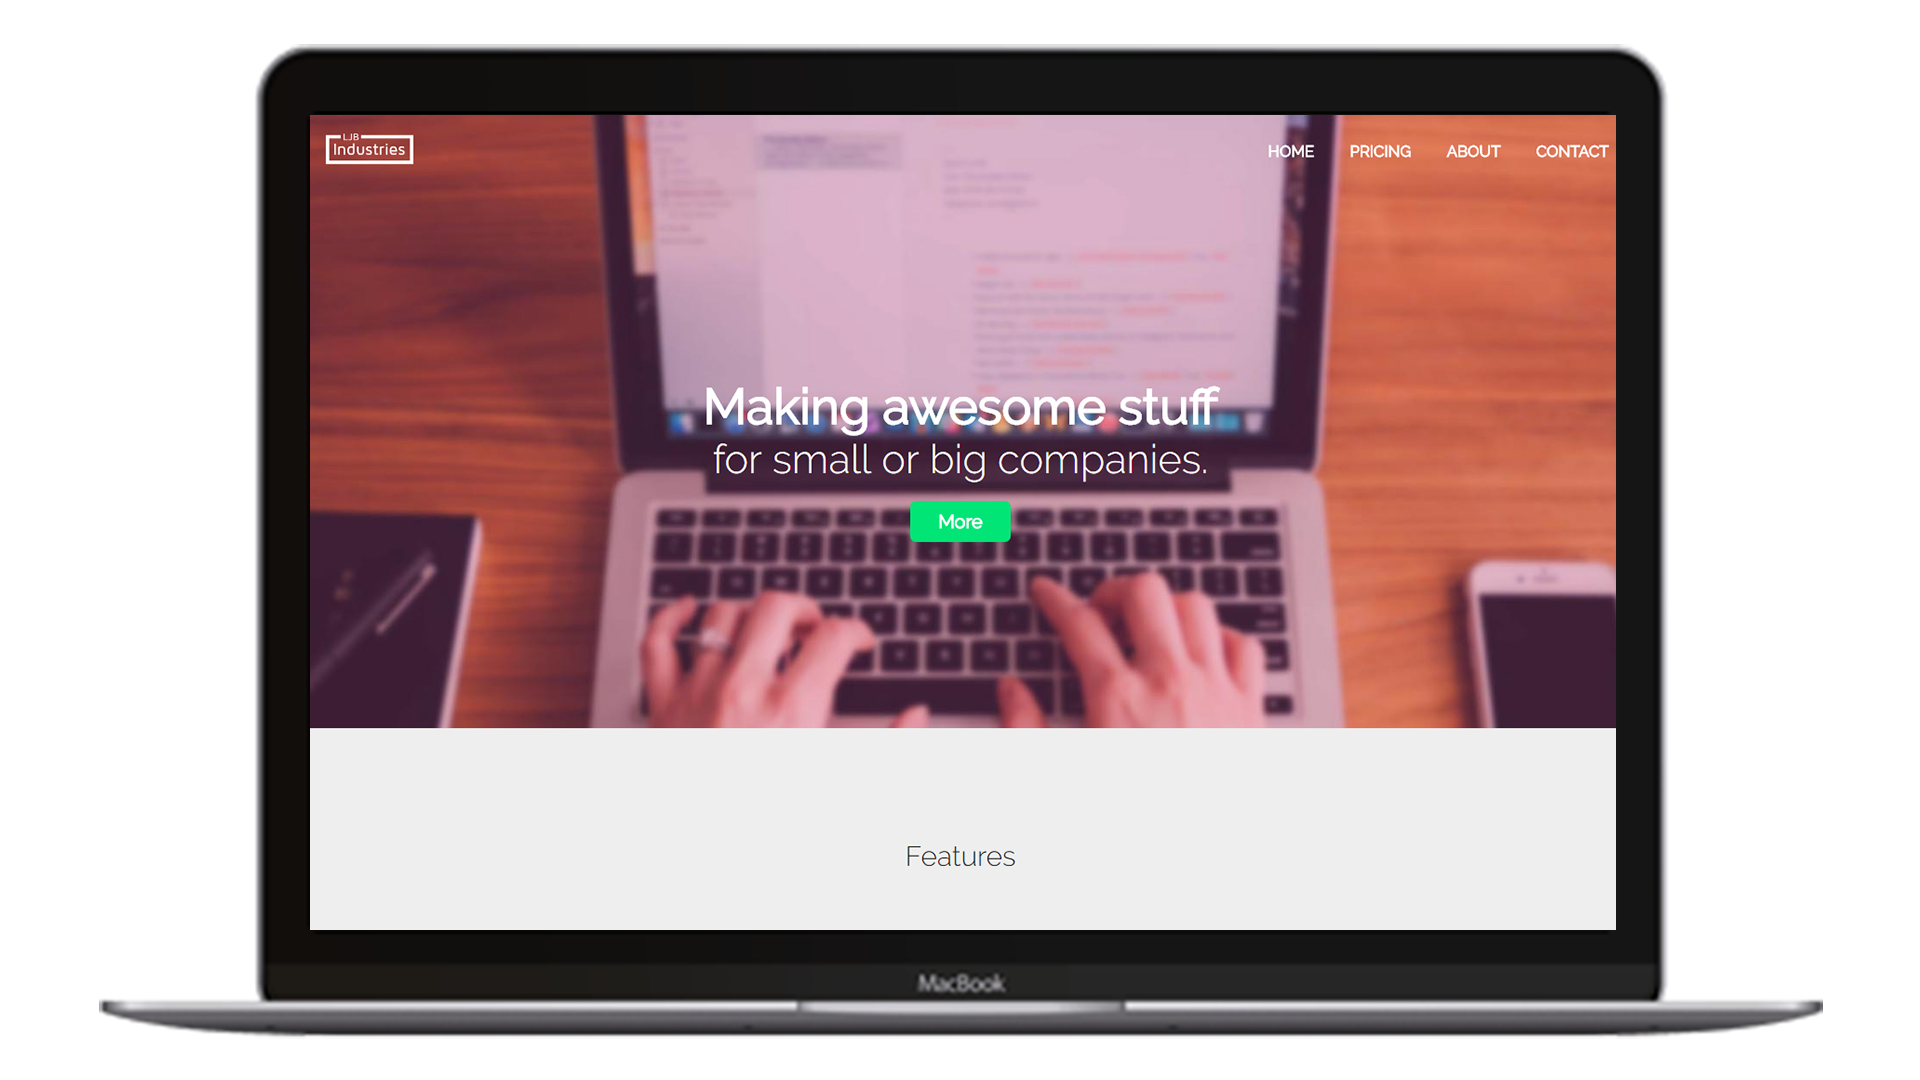 LJB
Industries
HOME PRICING ABOUT CONTACT
Making awesome stuff
for small or big companies.
More
Features
MacBook